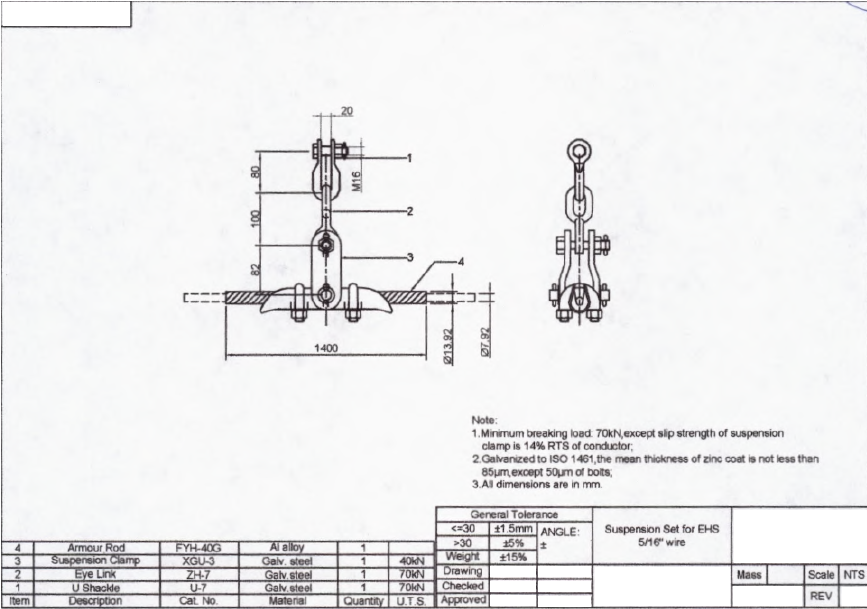 20
80
M16
1
100
2
3
82
4
1400
Ø13.92
Ø7.92
Note:
1.Minimum breaking load: 70kN,except slip strength of suspension
clamp is 14% RTS of conductor;
2.Galvanized to ISO 1461,the mean thickness of zinc coat is not less than
85μm,except 50μm of bolts;
3.All dimensions are in mm.
General Tolerance
<=30 ±1.5mm ANGLE:
>30 ±5% ±
Weight ±15%
Suspension Set for EHS
5/16" wire
Drawing
Checked
Approved
Mass Scale NTS
REV
4 Armour Rod FYH-40G Al alloy 1
3 Suspension Clamp XGU-3 Galv. steel 1 40kN
2 Eye Link ZH-7 Galv.steel 1 70kN
1 U Shackle U-7 Galv.steel 1 70kN
Item Description Cat. No. Material Quantity U.T.S.